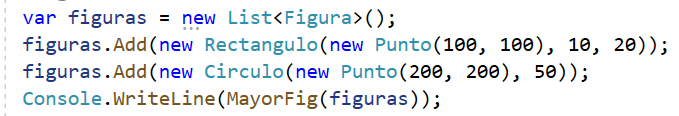 var figuras = new List<Figura>();
figuras.Add(new Rectangulo(new Punto(100, 100), 10, 20));
figuras.Add(new Circulo(new Punto(200, 200), 50));
Console.WriteLine(MayorFig(figuras));